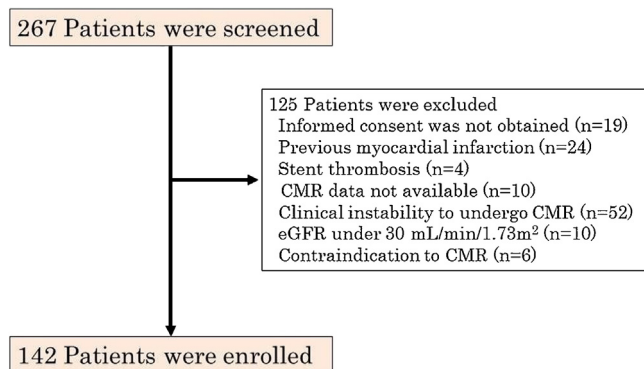 267 Patients were screened
125 Patients were excluded
Informed consent was not obtained (n=19)
Previous myocardial infarction (n=24)
Stent thrombosis (n=4)
CMR data not available (n=10)
Clinical instability to undergo CMR (n=52)
eGFR under 30 mL/min/1.73m² (n=10)
Contraindication to CMR (n=6)
142 Patients were enrolled